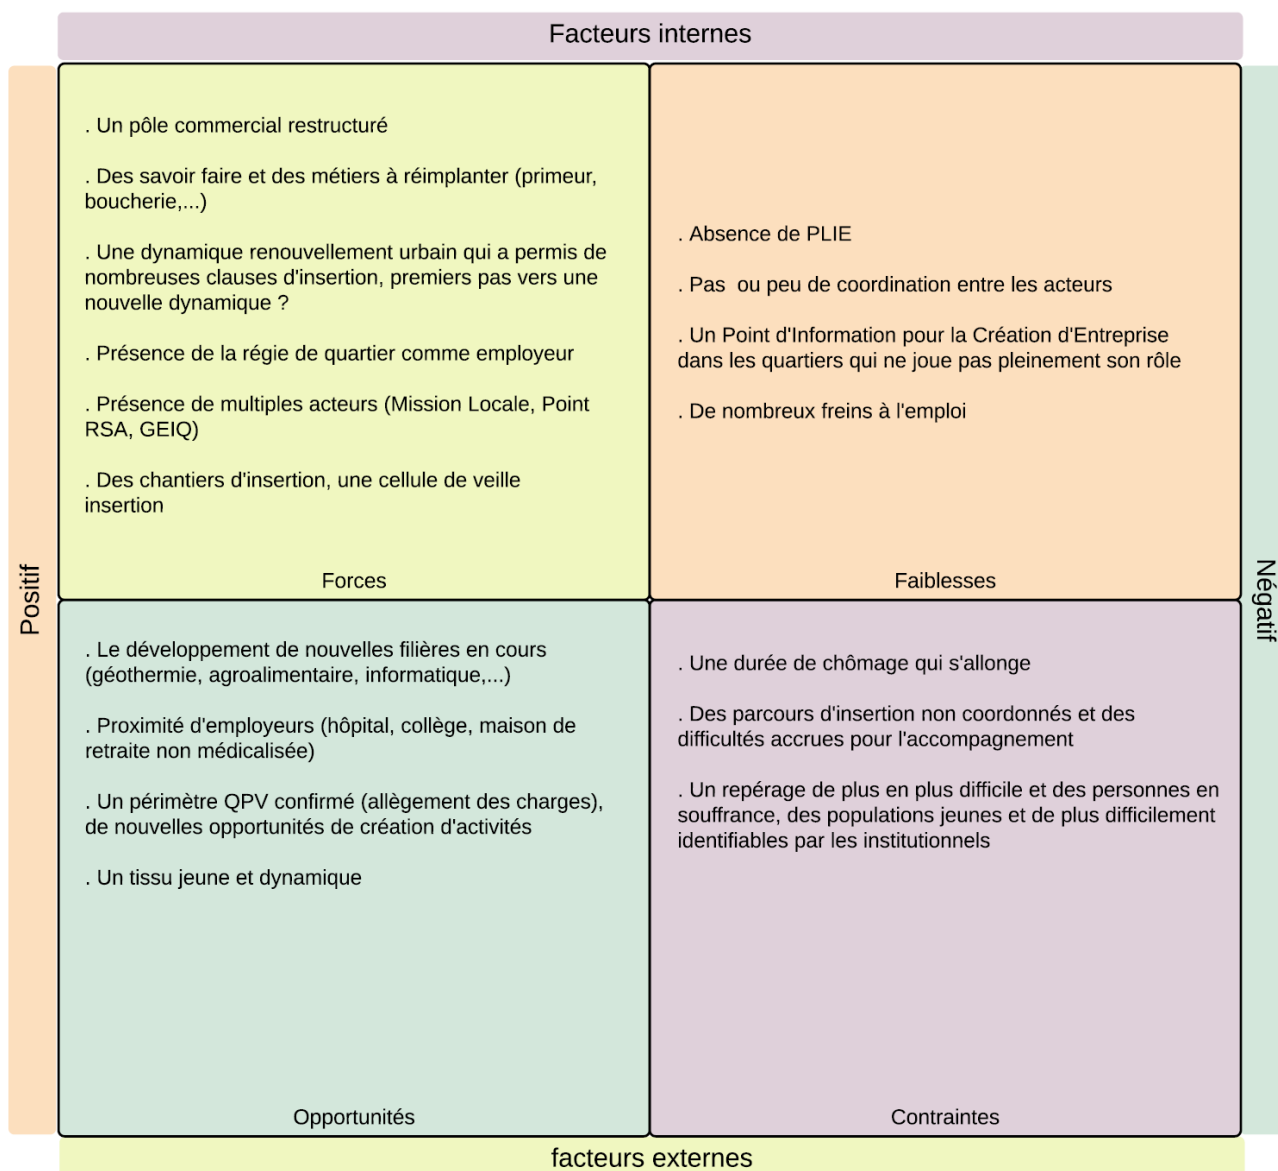 Facteurs internes
. Un pôle commercial restructuré
. Des savoir faire et des métiers à réimplanter (primeur,
boucherie,...)
. Une dynamique renouvellement urbain qui a permis de
nombreuses clauses d'insertion, premiers pas vers une
nouvelle dynamique ?
. Présence de la régie de quartier comme employeur
. Présence de multiples acteurs (Mission Locale, Point
RSA, GEIQ)
. Des chantiers d'insertion, une cellule de veille
insertion
Forces
. Absence de PLIE
. Pas  ou peu de coordination entre les acteurs
. Un Point d'Information pour la Création d'Entreprise
dans les quartiers qui ne joue pas pleinement son rôle
. De nombreux freins à l'emploi
Faiblesses
Positif
Négatif
. Le développement de nouvelles filières en cours
(géothermie, agroalimentaire, informatique,...)
. Proximité d'employeurs (hôpital, collège, maison de
retraite non médicalisée)
. Un périmètre QPV confirmé (allègement des charges),
de nouvelles opportunités de création d'activités
. Un tissu jeune et dynamique
Opportunités
. Une durée de chômage qui s'allonge
. Des parcours d'insertion non coordonnés et des
difficultés accrues pour l'accompagnement
. Un repérage de plus en plus difficile et des personnes en
souffrance, des populations jeunes et de plus difficilement
identifiables par les institutionnels
Contraintes
facteurs externes